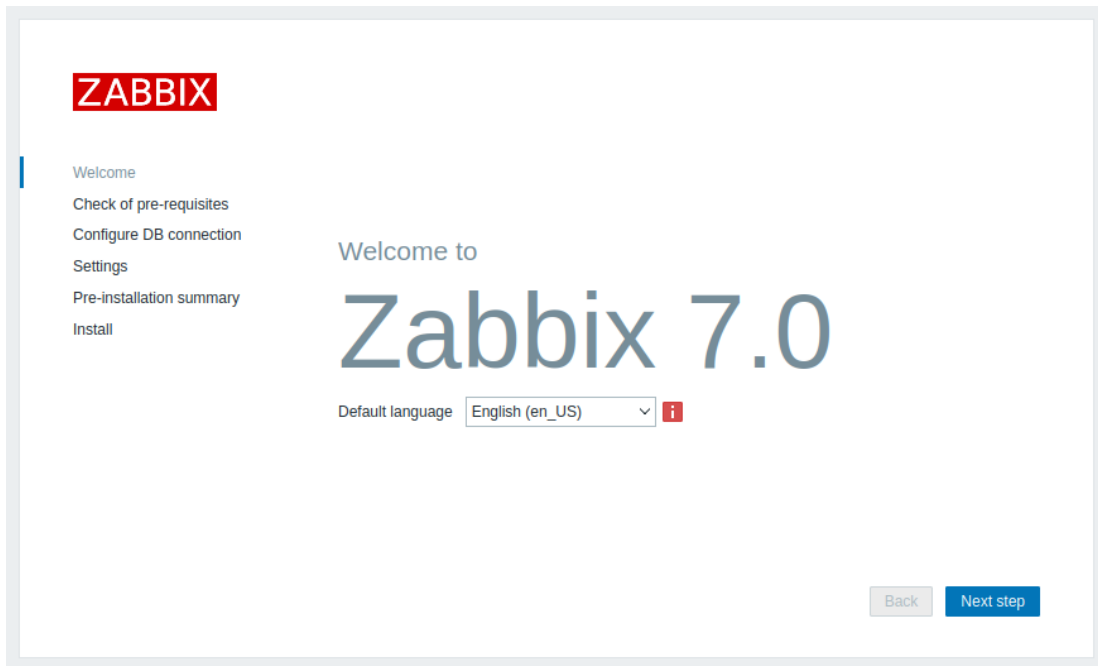 ZABBIX
Welcome
Check of pre-requisites
Configure DB connection
Settings
Pre-installation summary
Install
Welcome to
Zabbix 7.0
Default language English (en_US) i
Back Next step